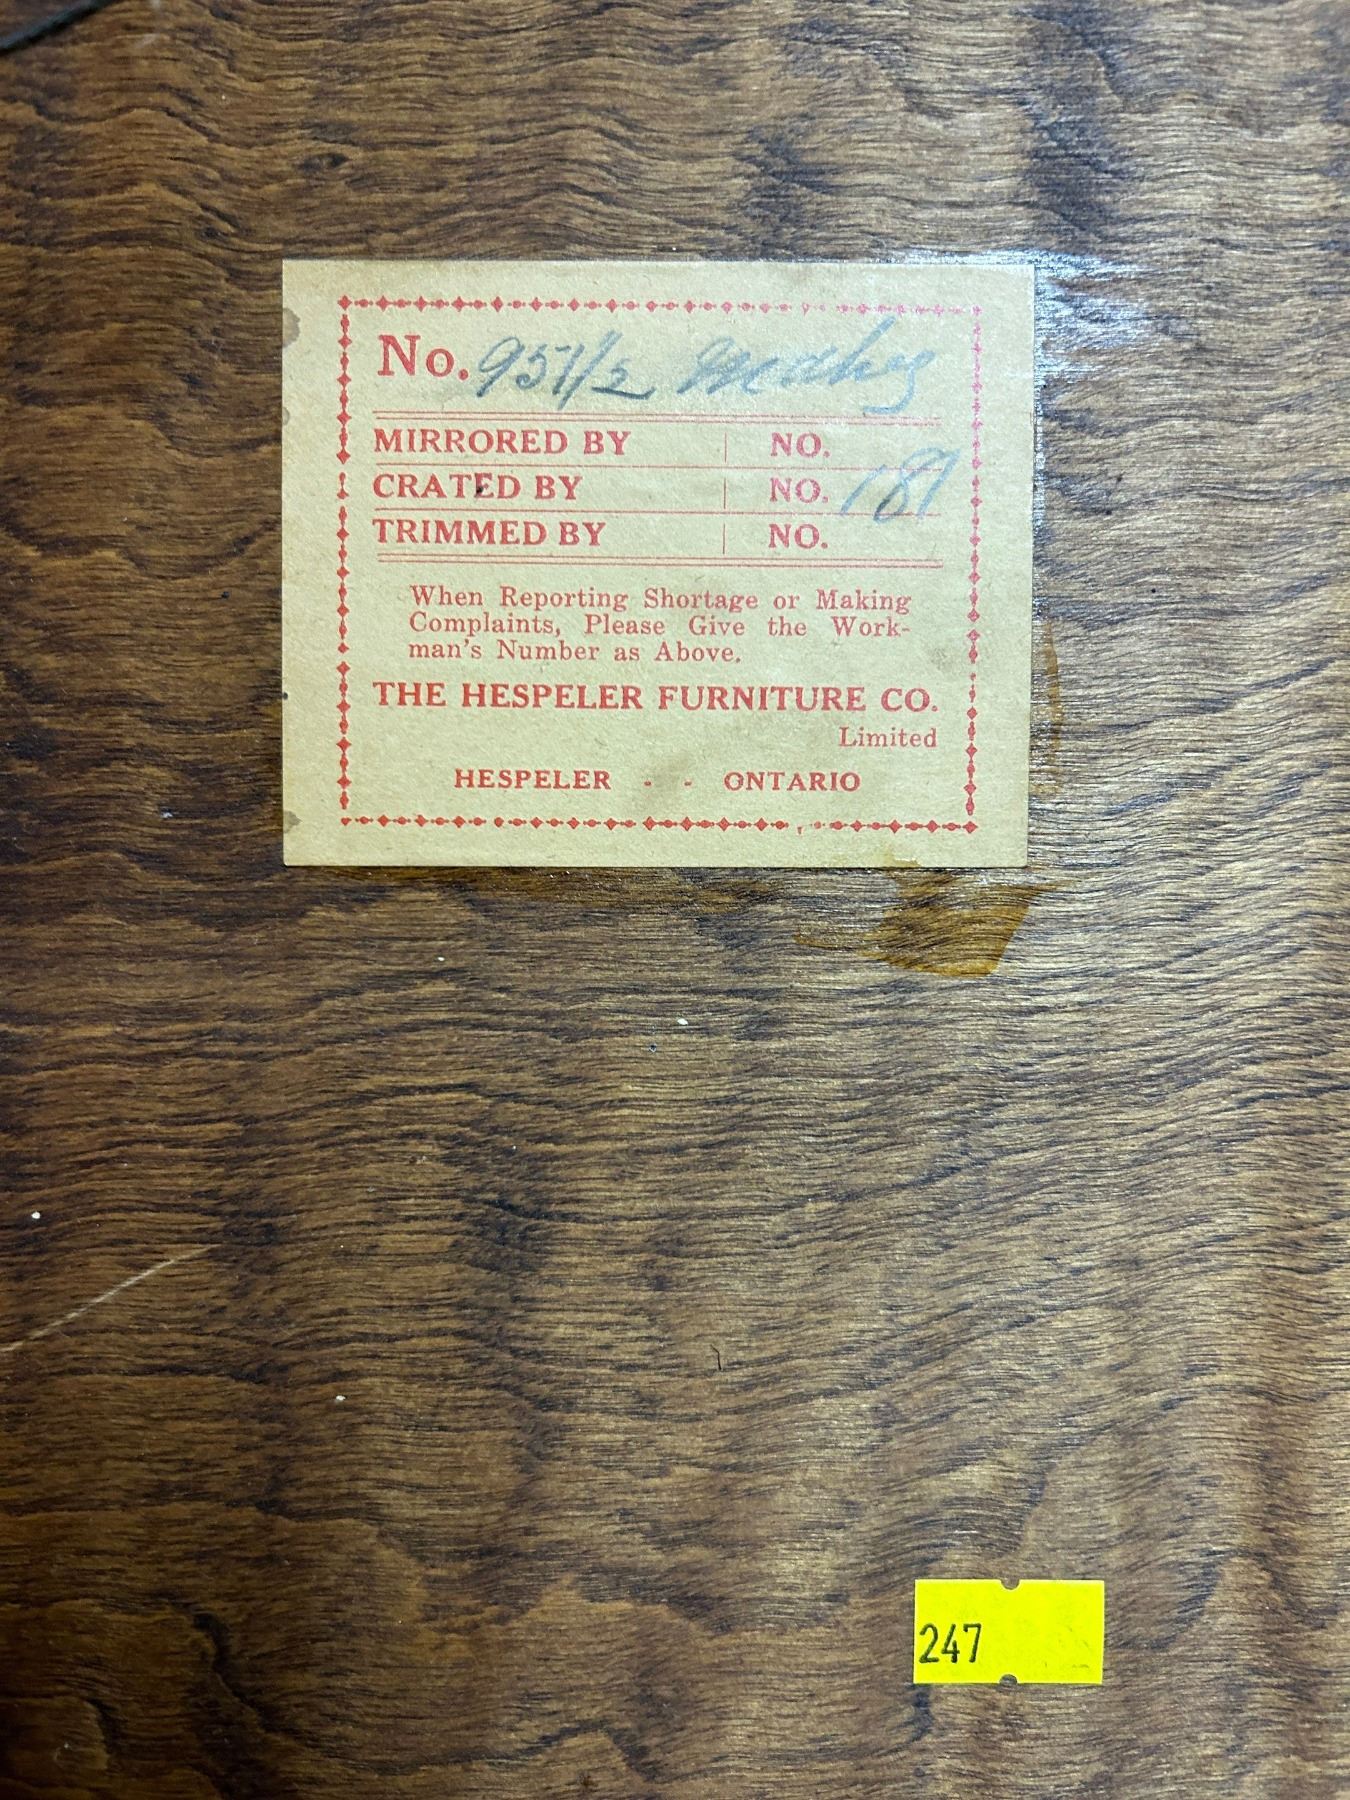 No. 951/2 Mahog
MIRRORED BY | NO.
CRATED BY | NO. 181
TRIMMED BY | NO.
When Reporting Shortage or Making
Complaints, Please Give the Work-
man's Number as Above.
THE HESPELER FURNITURE CO.
Limited
HESPELER - - ONTARIO
247